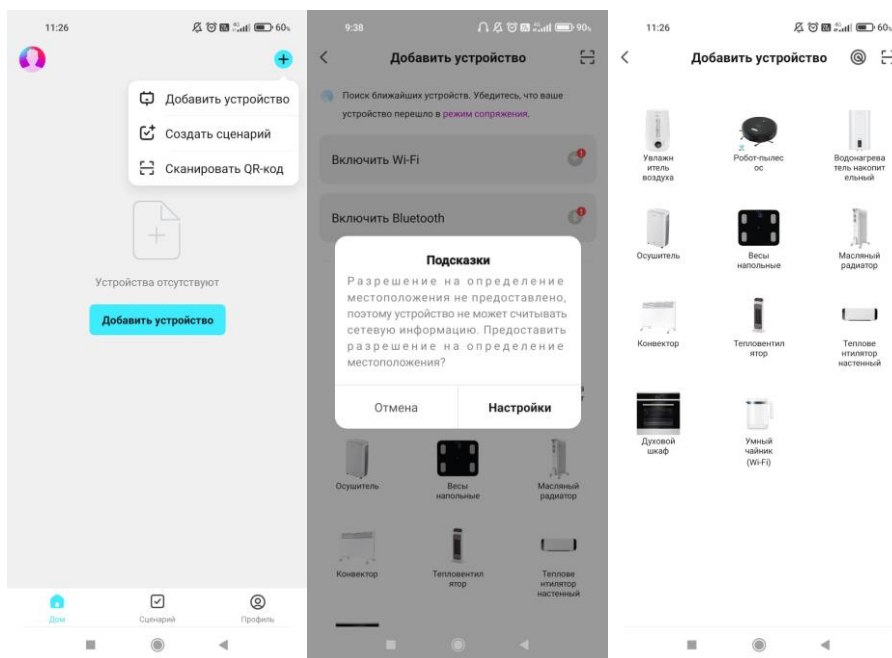 11:26
60%
Добавить устройство
Создать сценарий
Сканировать QR-код
Устройства отсутствуют
Добавить устройство
Дом
Сценарий
Профиль
9:38
90%
Добавить устройство
Поиск ближайших устройств. Убедитесь, что ваше
устройство перешло в режим сопряжения.
Включить Wi-Fi
Включить Bluetooth
Подсказки
Разрешение на определение
местоположения не предоставлено,
поэтому устройство не может считывать
сетевую информацию. Предоставить
разрешение на определение
местоположения?
Отмена
Настройки
Осушитель
Весы
напольные
Масляный
радиатор
Конвектор
Тепловентил
ятор
Теплове
нтилятор
настенный
11:26
60%
Добавить устройство
Увлажн
итель
воздуха
Робот-пылес
ос
Водонагрева
тель накопит
ельный
Осушитель
Весы
напольные
Масляный
радиатор
Конвектор
Тепловентил
ятор
Теплове
нтилятор
настенный
Духовой
шкаф
Умный
чайник
(Wi-Fi)